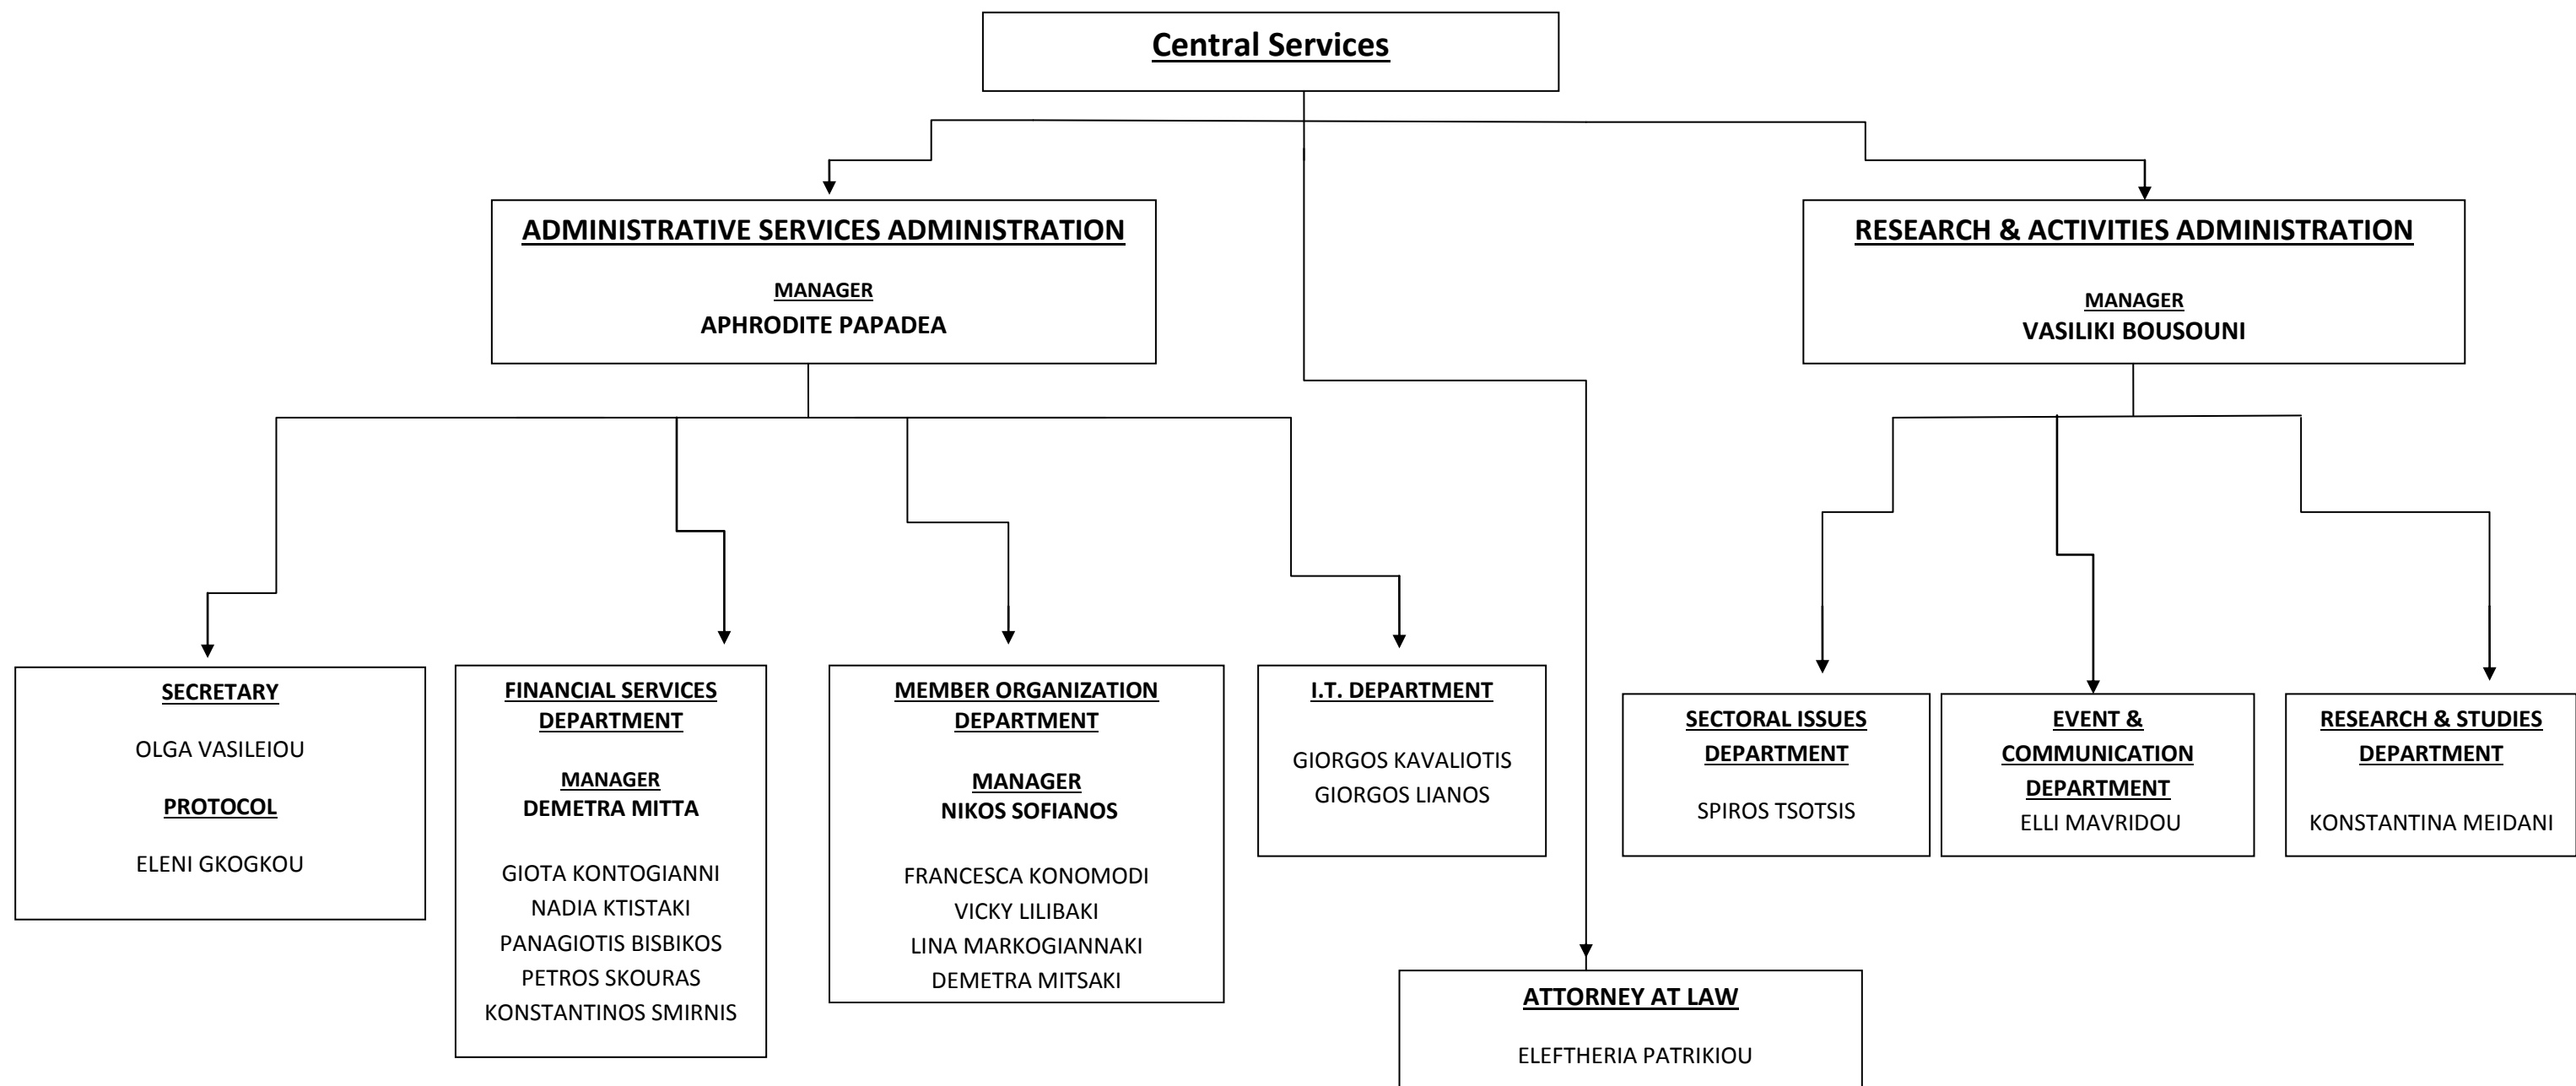 Central Services
ADMINISTRATIVE SERVICES ADMINISTRATION
MANAGER
APHRODITE PAPADEA
RESEARCH & ACTIVITIES ADMINISTRATION
MANAGER
VASILIKI BOUSOUNI
SECRETARY
OLGA VASILEIOU
PROTOCOL
ELENI GKOGKOU
FINANCIAL SERVICES
DEPARTMENT
MANAGER
DEMETRA MITTA
GIOTA KONTOGIANNI
NADIA KTISTAKI
PANAGIOTIS BISBIKOS
PETROS SKOURAS
KONSTANTINOS SMIRNIS
MEMBER ORGANIZATION
DEPARTMENT
MANAGER
NIKOS SOFIANOS
FRANCESCA KONOMODI
VICKY LILIBAKI
LINA MARKOGIANNAKI
DEMETRA MITSAKI
I.T. DEPARTMENT
GIORGOS KAVALIOTIS
GIORGOS LIANOS
SECTORAL ISSUES
DEPARTMENT
SPIROS TSOTSIS
EVENT &
COMMUNICATION
DEPARTMENT
ELLI MAVRIDOU
RESEARCH & STUDIES
DEPARTMENT
KONSTANTINA MEIDANI
ATTORNEY AT LAW
ELEFTHERIA PATRIKIOU